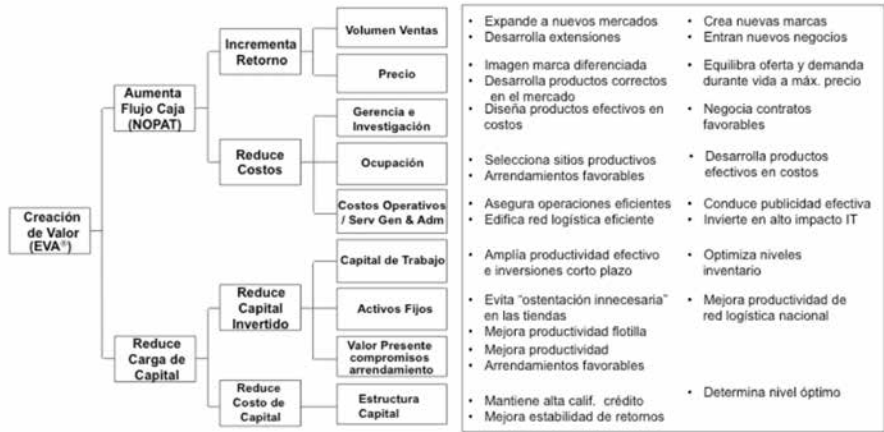 Creación
de Valor
(EVA®)
Aumenta
Flujo Caja
(NOPAT)
Reduce
Carga de
Capital
Incrementa
Retorno
Reduce
Costos
Reduce
Capital
Invertido
Reduce
Costo de
Capital
Volumen Ventas
Precio
Gerencia e
Investigación
Ocupación
Costos Operativos
/ Serv Gen & Adm
Capital de Trabajo
Activos Fijos
Valor Presente
compromisos
arrendamiento
Estructura
Capital
• Expande a nuevos mercados
• Desarrolla extensiones
• Imagen marca diferenciada
• Desarrolla productos correctos
en el mercado
• Diseña productos efectivos en
costos
• Selecciona sitios productivos
• Arrendamientos favorables
• Asegura operaciones eficientes
• Edifica red logística eficiente
• Amplía productividad efectivo
e inversiones corto plazo
• Evita "ostentación innecesaria"
en las tiendas
• Mejora productividad flotilla
• Mejora productividad
• Arrendamientos favorables
• Mantiene alta calif. crédito
• Mejora estabilidad de retornos
• Crea nuevas marcas
• Entran nuevos negocios
• Equilibra oferta y demanda
durante vida a máx. precio
• Negocia contratos
favorables
• Desarrolla productos
efectivos en costos
• Conduce publicidad efectiva
• Invierte en alto impacto IT
• Optimiza niveles
inventario
• Mejora productividad de
red logística nacional
• Determina nivel óptimo